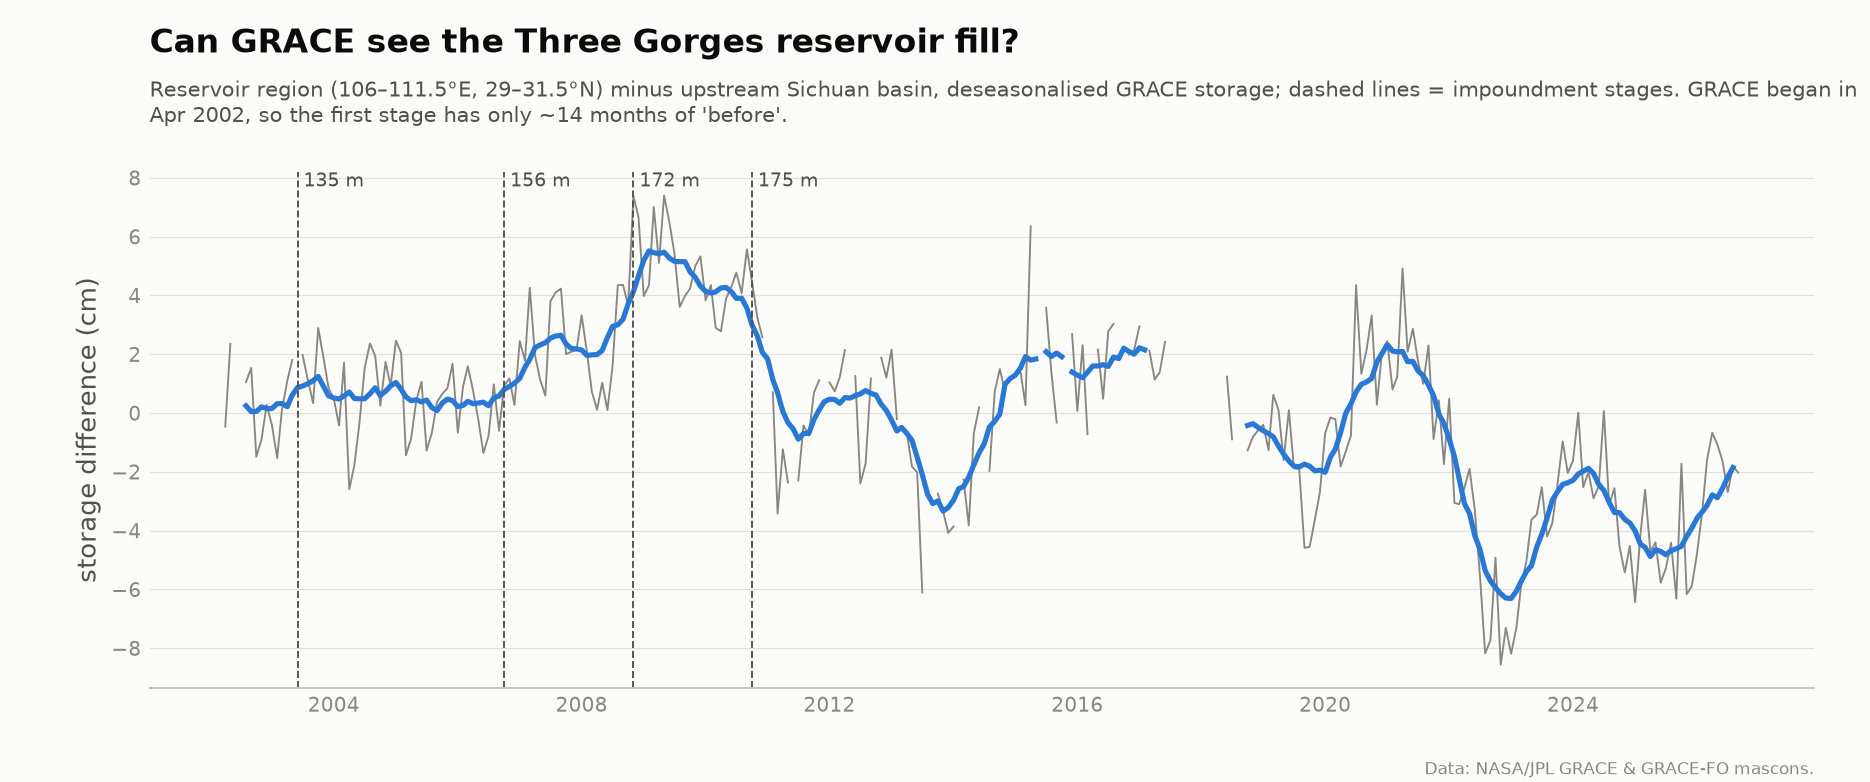 Can GRACE see the Three Gorges reservoir fill?
Reservoir region (106–111.5°E, 29–31.5°N) minus upstream Sichuan basin, deseasonalised GRACE storage; dashed lines = impoundment stages. GRACE began in
Apr 2002, so the first stage has only ~14 months of 'before'.
storage difference (cm)
8
6
4
2
0
−2
−4
−6
−8
135 m
156 m
172 m
175 m
2004
2008
2012
2016
2020
2024
Data: NASA/JPL GRACE & GRACE-FO mascons.